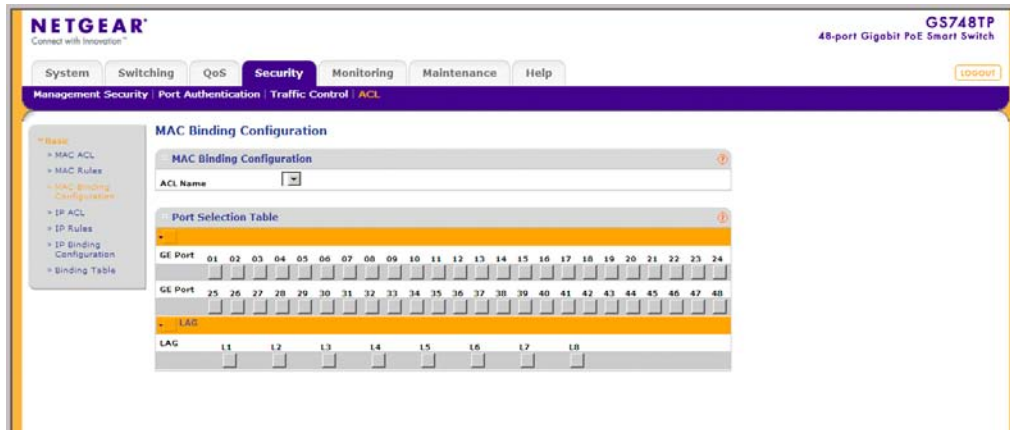 NETGEAR
Connect with Innovation™
GS748TP
48-port Gigabit PoE Smart Switch
System Switching QoS Security Monitoring Maintenance Help
LOGOUT
Management Security | Port Authentication | Traffic Control | ACL
Basic
MAC ACL
MAC Rules
MAC Binding
Configuration
IP ACL
IP Rules
IP Binding
Configuration
Binding Table
MAC Binding Configuration
MAC Binding Configuration
ACL Name
Port Selection Table
GE Port 01 02 03 04 05 06 07 08 09 10 11 12 13 14 15 16 17 18 19 20 21 22 23 24
GE Port 25 26 27 28 29 30 31 32 33 34 35 36 37 38 39 40 41 42 43 44 45 46 47 48
LAG
LAG L1 L2 L3 L4 L5 L6 L7 L8